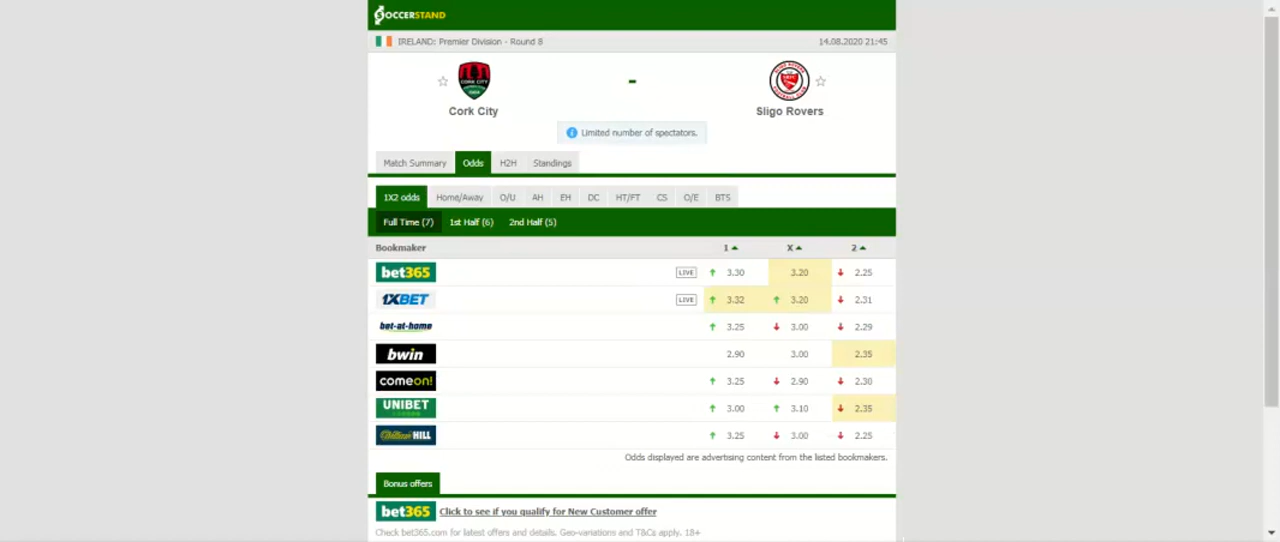 SOCCERSTAND
IRELAND: Premier Division - Round 8 14.08.2020 21:45
CORK CITY
-
Cork City Sligo Rovers
Limited number of spectators.
Match Summary Odds H2H Standings
1X2 odds Home/Away O/U AH EH DC HT/FT CS O/E BTS
Full Time (7) 1st Half (6) 2nd Half (5)
Bookmaker 1 X 2
bet365 LIVE 3.30 3.20 2.25
1XBET LIVE 3.32 3.20 2.31
bet-at-home 3.25 3.00 2.29
bwin 2.90 3.00 2.35
comeon! 3.25 2.90 2.30
UNIBET 3.00 3.10 2.35
William HILL 3.25 3.00 2.25
Odds displayed are advertising content from the listed bookmakers.
Bonus offers
bet365 Click to see if you qualify for New Customer offer
Check bet365.com for latest offers and details. Geo-variations and T&Cs apply. 18+